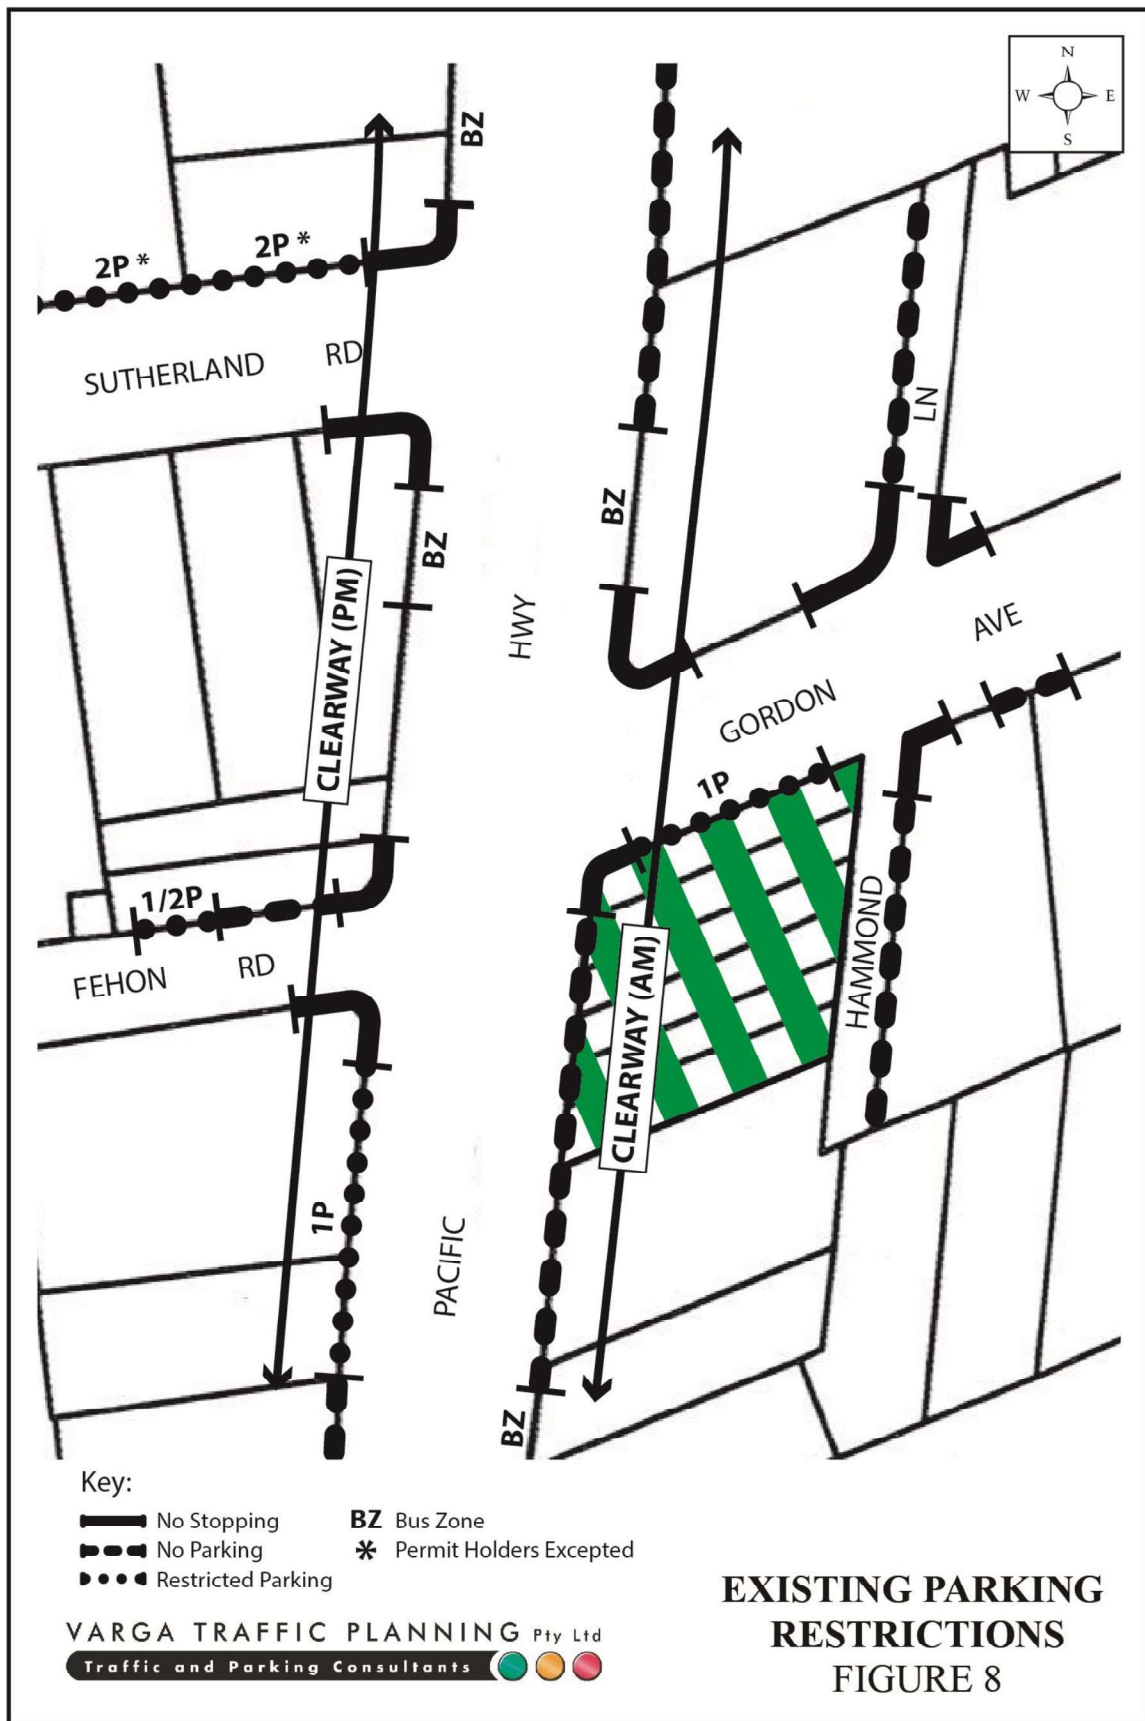 N
W E
S
BZ
2P *
2P *
SUTHERLAND RD
LN
BZ
BZ
CLEARWAY (PM)
HWY
AVE
GORDON
1P
1/2P
FEHON RD
HAMMOND
CLEARWAY (AM)
1P
PACIFIC
BZ
Key:
No Stopping
No Parking
Restricted Parking
BZ Bus Zone
* Permit Holders Excepted
EXISTING PARKING
RESTRICTIONS
FIGURE 8
VARGA TRAFFIC PLANNING Pty Ltd
Traffic and Parking Consultants